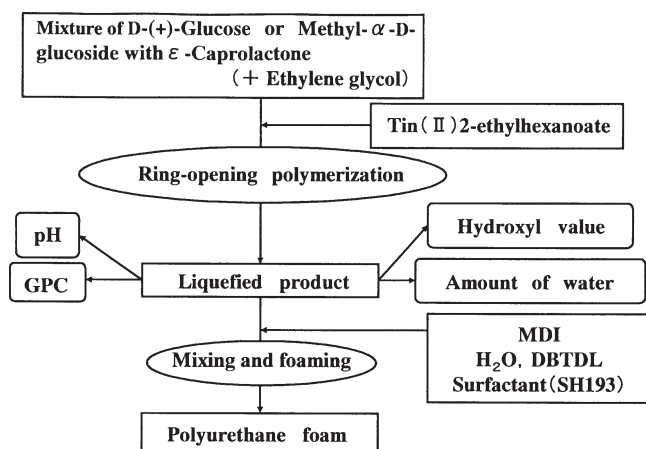 Mixture of D-(+)-Glucose or Methyl-α-D-
glucoside with ε-Caprolactone
(+ Ethylene glycol)
Tin(Ⅱ)2-ethylhexanoate
Ring-opening polymerization
pH
Hydroxyl value
GPC
Liquefied product
Amount of water
MDI
Mixing and foaming
H₂O, DBTDL
Surfactant(SH193)
Polyurethane foam